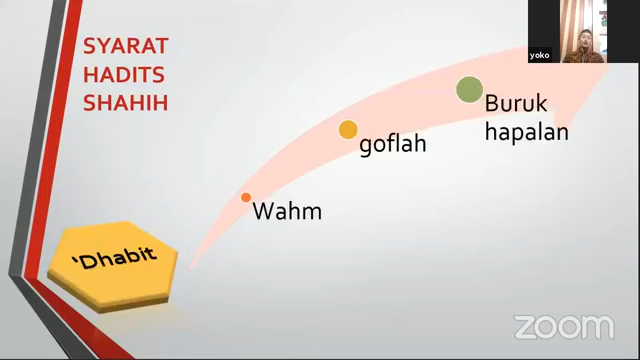 SYARAT
HADITS
SHAHIH
yoko
Buruk
hapalan
goflah
Wahm
‘Dhabit
zoom